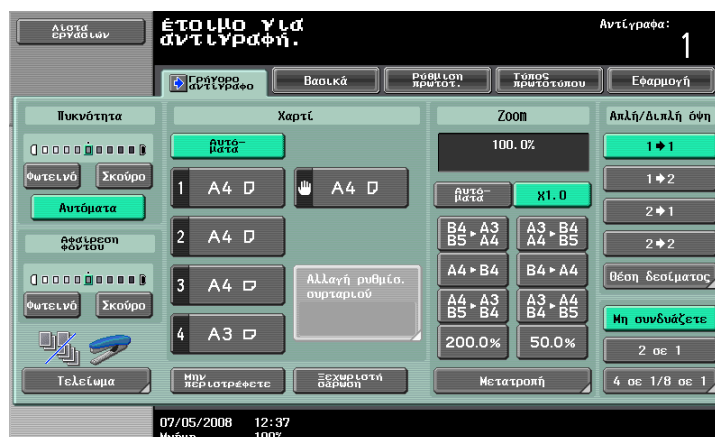 Λίστα
εργασιών
έτοιμο για
αντιγραφή.
Αντίγραφα:
1
Γρήγορο
αντίγραφο
Βασικά
Ρύθμιση
πρωτοτ.
Τύπος
πρωτοτύπου
Εφαρμογή
Πυκνότητα
Χαρτί
Zoom
Απλή/Διπλή όψη
Φωτεινό
Σκούρο
Αυτόματα
Αφαίρεση
φόντου
Φωτεινό
Σκούρο
Τελείωμα
Αυτό-
ματα
1 A4
A4
2 A4
3 A4
4 A3
Αλλαγή ρυθμίσ.
συρταριού
Μην
περιστρέφετε
Ξεχωριστή
σάρωση
100.0%
Αυτό-
ματα
x1.0
B4▸A3
B5▸A4
A3▸B4
A4▸B5
A4▸B4
B4▸A4
A4▸A3
B5▸B4
A3▸A4
B4▸B5
200.0%
50.0%
Μετατροπή
1➡1
1➡2
2➡1
2➡2
Θέση δεσίματος
Μη συνδυάζετε
2 σε 1
4 σε 1/8 σε 1
07/05/2008 12:37
Μνήμη 100%